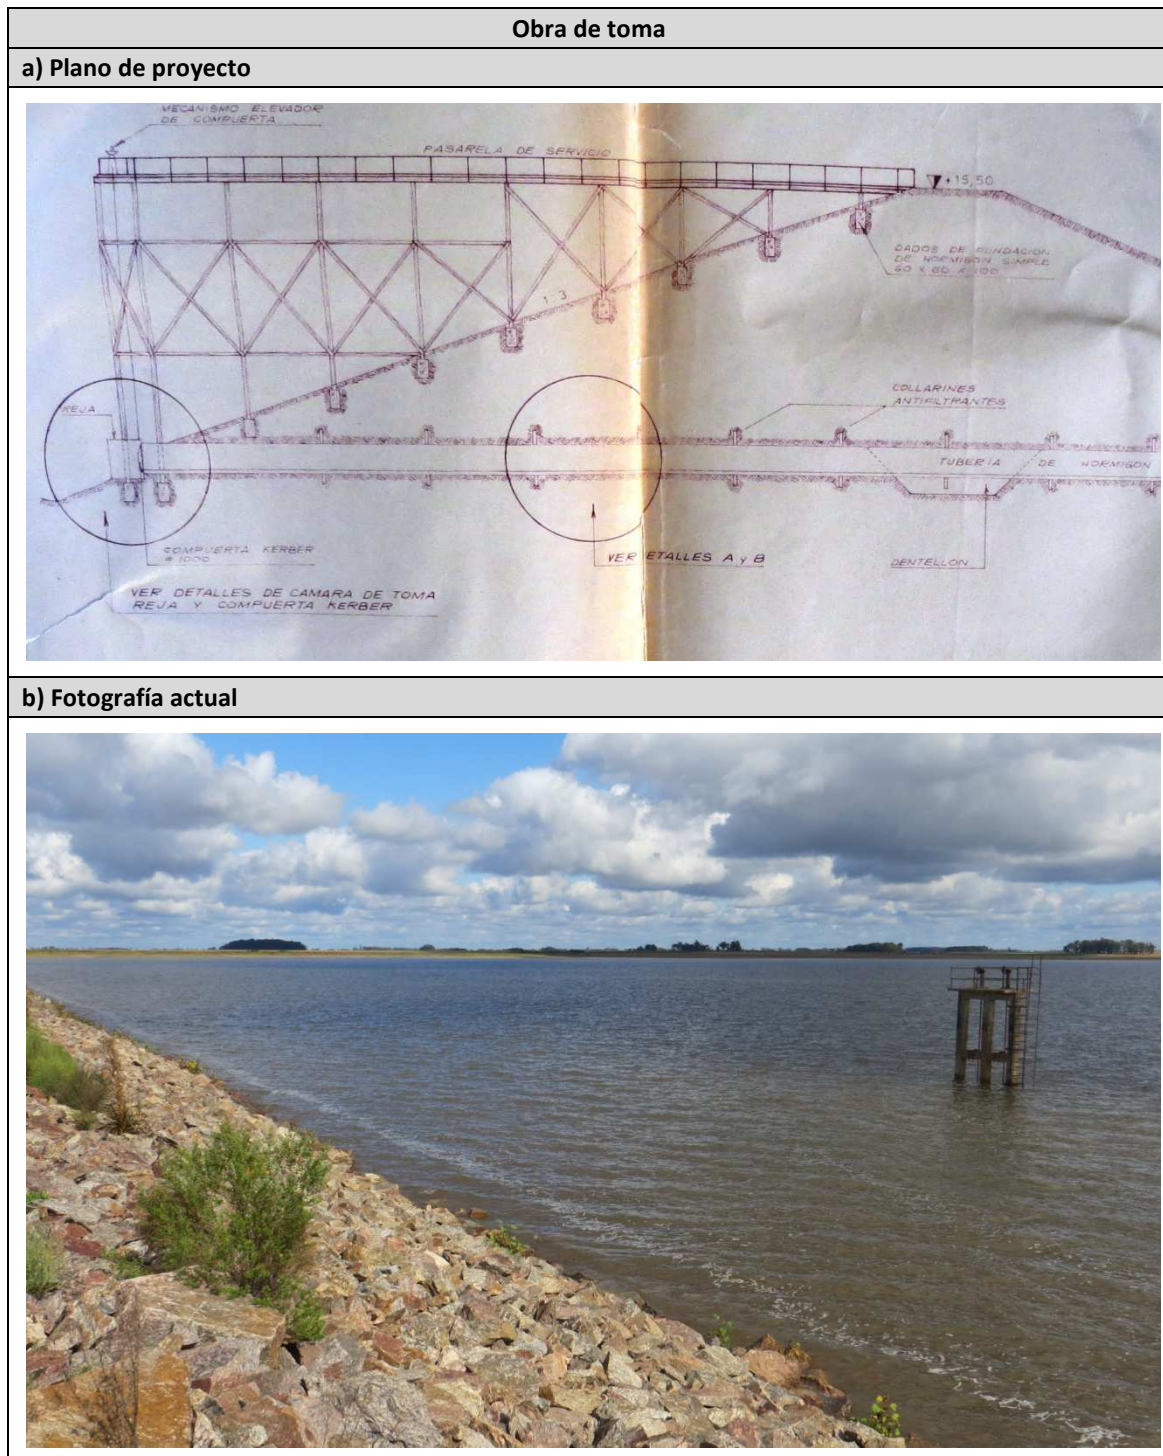 Obra de toma
a) Plano de proyecto
MECANISMO ELEVADOR
DE COMPUERTA
PASARELA DE SERVICIO
+15,50
DADOS DE FUNDACION
DE HORMIGON SIMPLE
60 X 60 X 100
1:3
COLLARINES
ANTIFILTRANTES
REJA
TUBERIA DE HORMIGON
COMPUERTA KERBER
1000
VER ETALLES A y B
DENTELLON
VER DETALLES DE CAMARA DE TOMA
REJA Y COMPUERTA KERBER
b) Fotografía actual